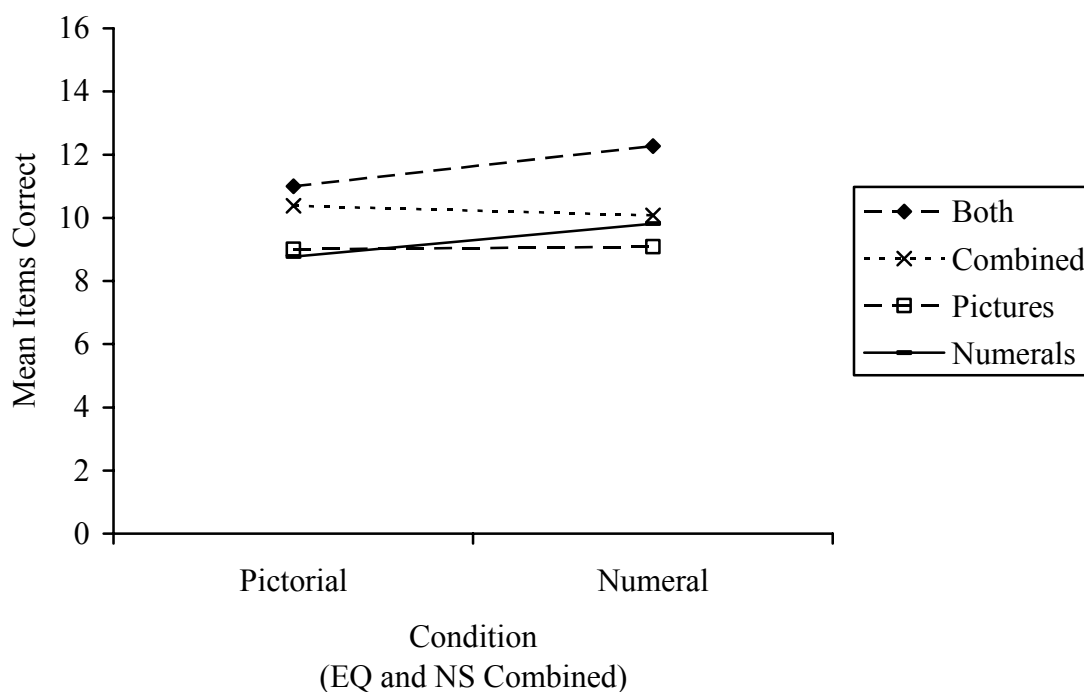 16
14
12
10
8
6
4
2
0
Mean Items Correct
Pictorial
Numeral
Condition
(EQ and NS Combined)
Both
Combined
Pictures
Numerals